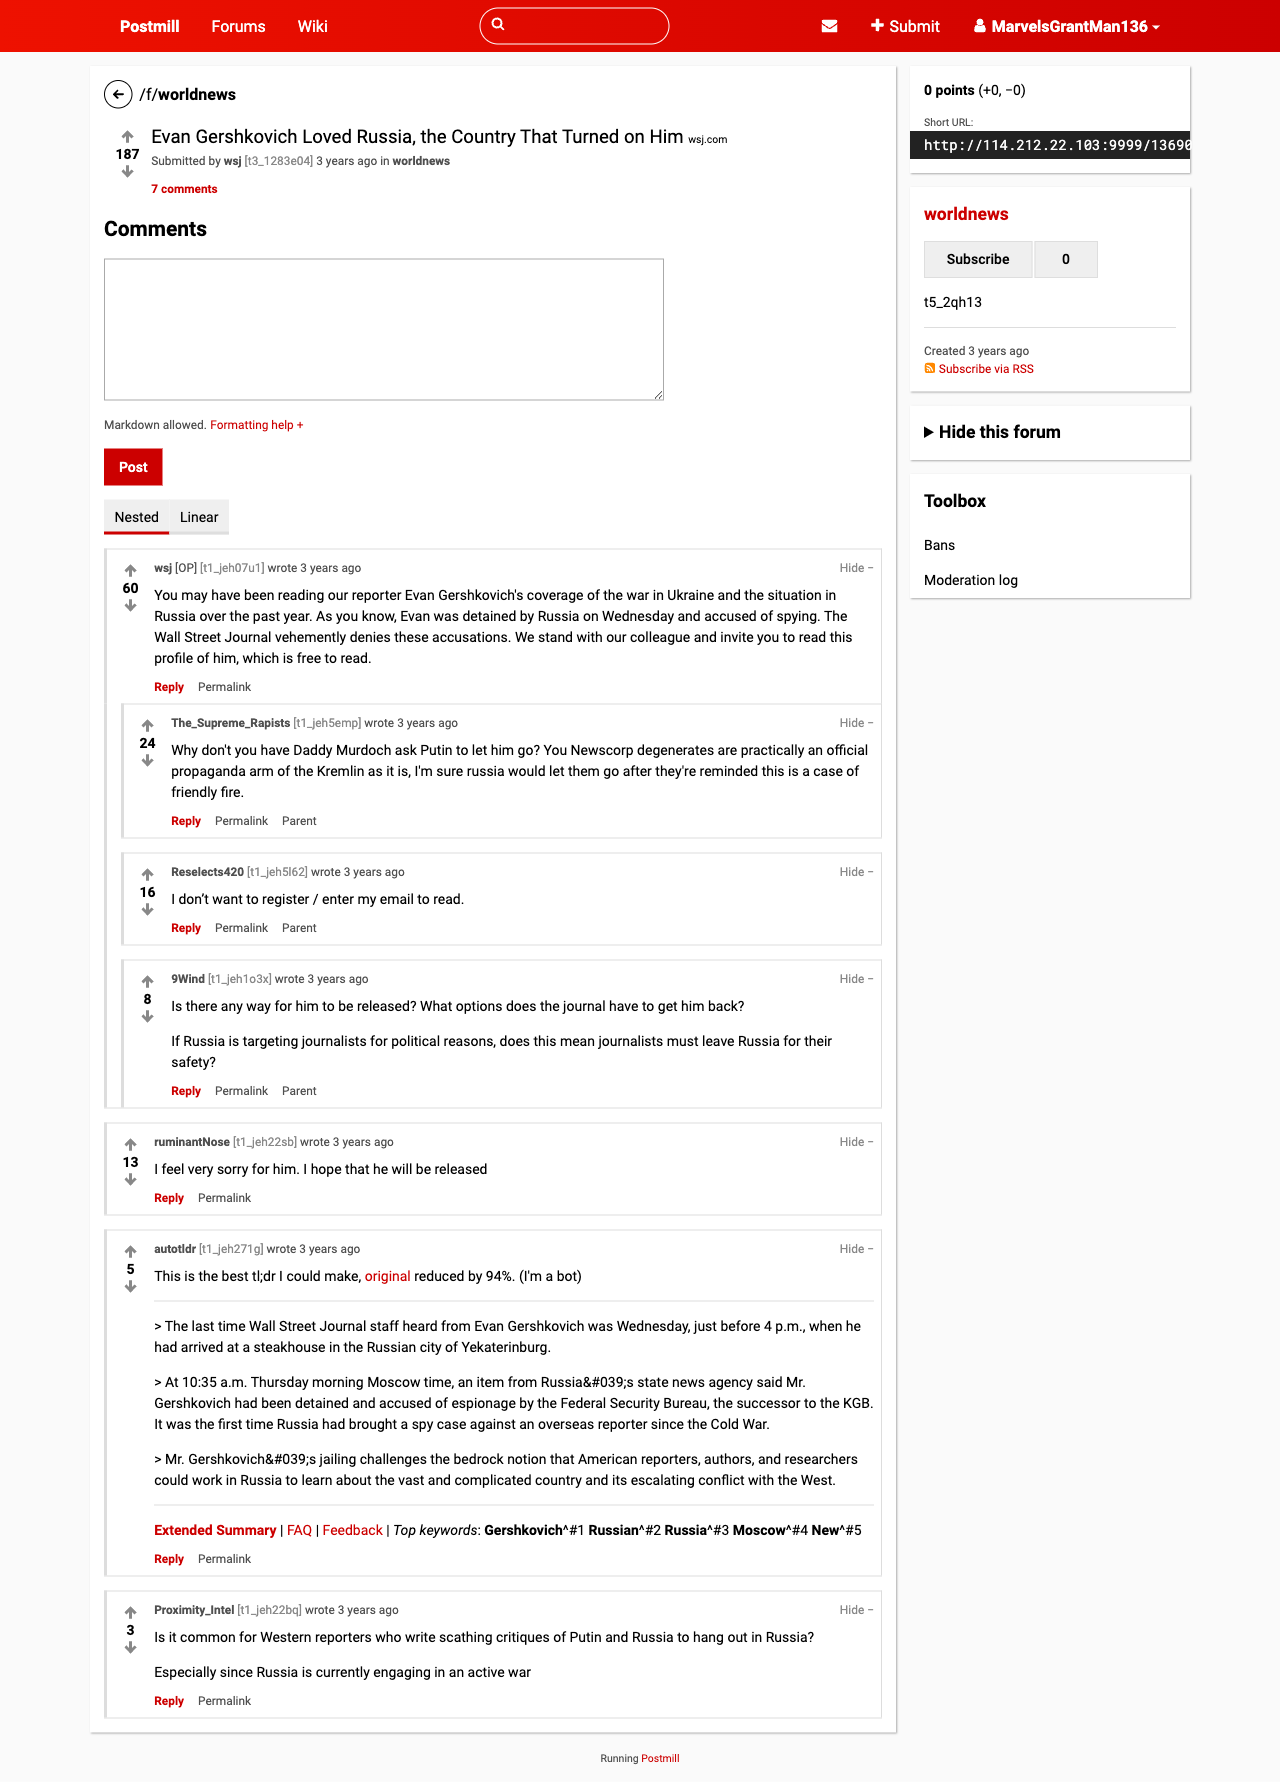 Postmill
Forums
Wiki
Submit
MarvelsGrantMan136
/f/worldnews
187
Evan Gershkovich Loved Russia, the Country That Turned on Him wsj.com
Submitted by wsj [t3_1283e04] 3 years ago in worldnews
7 comments
Comments
Markdown allowed. Formatting help +
Post
Nested
Linear
60
wsj [OP] [t1_jeh07u1] wrote 3 years ago
Hide −
You may have been reading our reporter Evan Gershkovich's coverage of the war in Ukraine and the situation in
Russia over the past year. As you know, Evan was detained by Russia on Wednesday and accused of spying. The
Wall Street Journal vehemently denies these accusations. We stand with our colleague and invite you to read this
profile of him, which is free to read.
Reply Permalink
24
The_Supreme_Rapists [t1_jeh5emp] wrote 3 years ago
Hide −
Why don't you have Daddy Murdoch ask Putin to let him go? You Newscorp degenerates are practically an official
propaganda arm of the Kremlin as it is, I'm sure russia would let them go after they're reminded this is a case of
friendly fire.
Reply Permalink Parent
16
Reselects420 [t1_jeh5l62] wrote 3 years ago
Hide −
I don’t want to register / enter my email to read.
Reply Permalink Parent
8
9Wind [t1_jeh1o3x] wrote 3 years ago
Hide −
Is there any way for him to be released? What options does the journal have to get him back?
If Russia is targeting journalists for political reasons, does this mean journalists must leave Russia for their
safety?
Reply Permalink Parent
13
ruminantNose [t1_jeh22sb] wrote 3 years ago
Hide −
I feel very sorry for him. I hope that he will be released
Reply Permalink
5
autotldr [t1_jeh271g] wrote 3 years ago
Hide −
This is the best tl;dr I could make, original reduced by 94%. (I'm a bot)
> The last time Wall Street Journal staff heard from Evan Gershkovich was Wednesday, just before 4 p.m., when he
had arrived at a steakhouse in the Russian city of Yekaterinburg.
> At 10:35 a.m. Thursday morning Moscow time, an item from Russia&#039;s state news agency said Mr.
Gershkovich had been detained and accused of espionage by the Federal Security Bureau, the successor to the KGB.
It was the first time Russia had brought a spy case against an overseas reporter since the Cold War.
> Mr. Gershkovich&#039;s jailing challenges the bedrock notion that American reporters, authors, and researchers
could work in Russia to learn about the vast and complicated country and its escalating conflict with the West.
Extended Summary | FAQ | Feedback | Top keywords: Gershkovich^#1 Russian^#2 Russia^#3 Moscow^#4 New^#5
Reply Permalink
3
Proximity_Intel [t1_jeh22bq] wrote 3 years ago
Hide −
Is it common for Western reporters who write scathing critiques of Putin and Russia to hang out in Russia?
Especially since Russia is currently engaging in an active war
Reply Permalink
0 points (+0, −0)
Short URL:
http://114.212.22.103:9999/13690
worldnews
Subscribe
0
t5_2qh13
Created 3 years ago
Subscribe via RSS
Hide this forum
Toolbox
Bans
Moderation log
Running Postmill